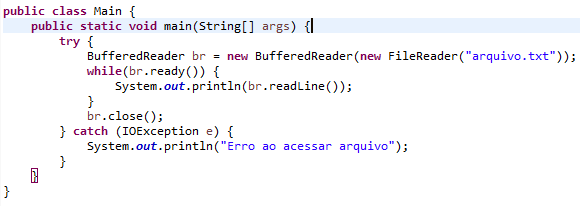 public class Main {
    public static void main(String[] args) {
        try {
            BufferedReader br = new BufferedReader(new FileReader("arquivo.txt"));
            while(br.ready()) {
                System.out.println(br.readLine());
            }
            br.close();
        } catch (IOException e) {
            System.out.println("Erro ao acessar arquivo");
        }
    }
}